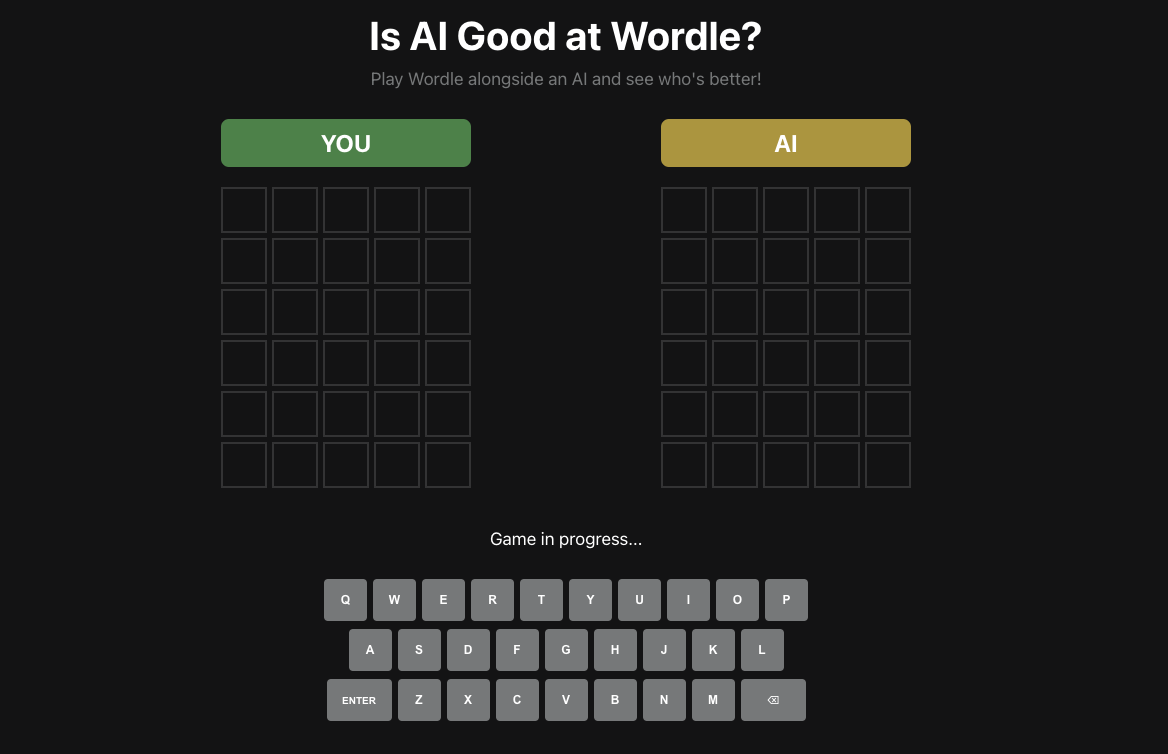 Is AI Good at Wordle?
Play Wordle alongside an AI and see who's better!
YOU
AI
Game in progress...
Q W E R T Y U I O P
A S D F G H J K L
ENTER Z X C V B N M